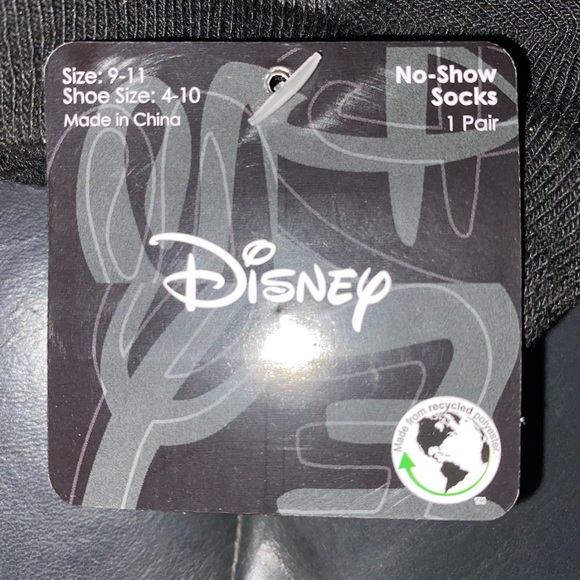 Size: 9-11
Shoe Size: 4-10
Made in China
No-Show
Socks
1 Pair
Disney
Made from recycled polyester